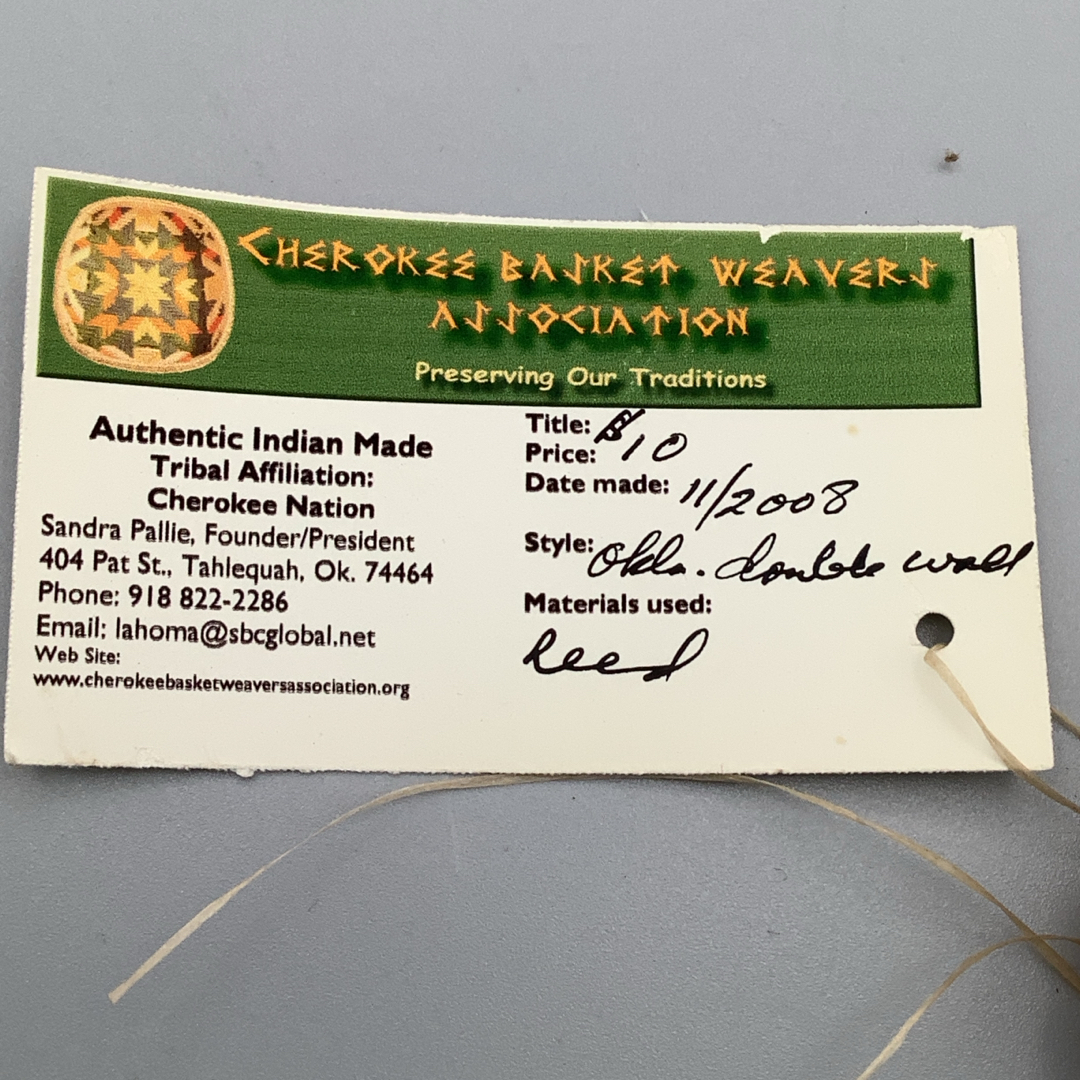 CHEROKEE BASKET WEAVERS
ASSOCIATION
Preserving Our Traditions
Authentic Indian Made
Tribal Affiliation:
Cherokee Nation
Sandra Pallie, Founder/President
404 Pat St., Tahlequah, Ok. 74464
Phone: 918 822-2286
Email: lahoma@sbcglobal.net
Web Site:
www.cherokeebasketweaversassociation.org
Title:
Price: $10
Date made: 11/2008
Style: Okla. double wall
Materials used:
Reed